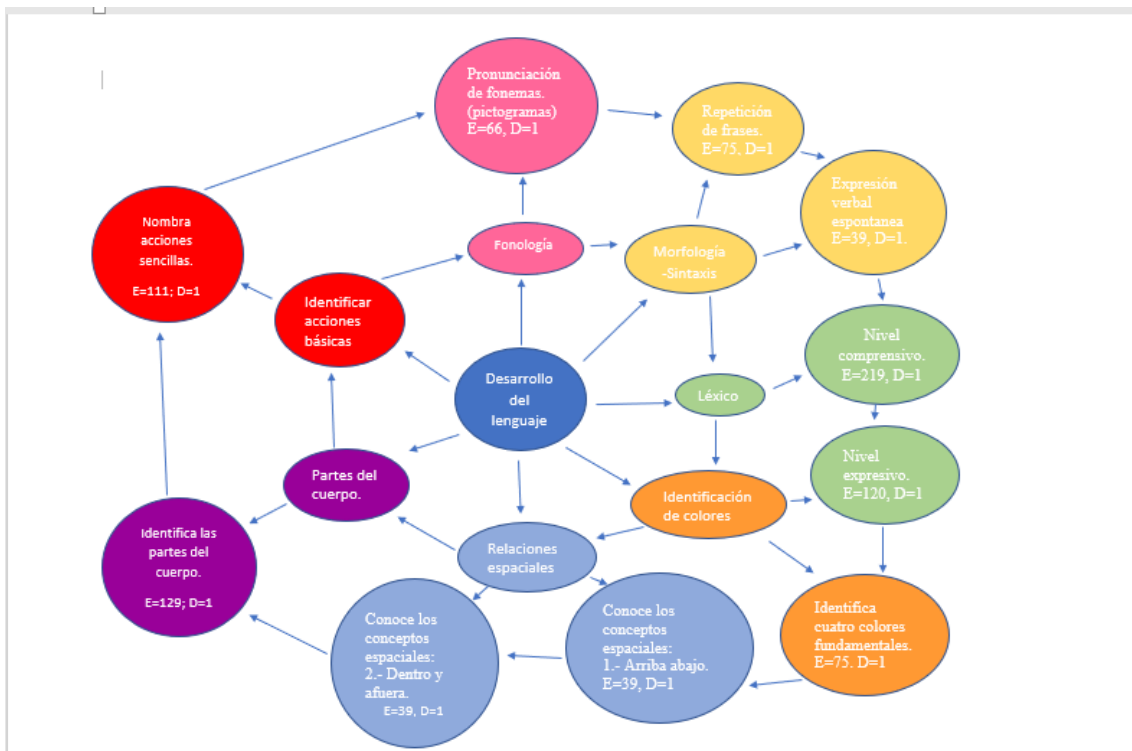 Pronunciación
de fonemas.
(pictogramas)
E=66, D=1
Repetición
de frases.
E=75, D=1
Expresión
verbal
espontanea
E=39, D=1.
Nombra
acciones
sencillas.
E=111; D=1
Fonología
Morfología
-Sintaxis
Identificar
acciones
básicas
Nivel
comprensivo.
E=219, D=1
Desarrollo
del
lenguaje
Léxico
Nivel
expresivo.
E=120, D=1
Partes del
cuerpo.
Identificación
de colores
Identifica las
partes del
cuerpo.
E=129; D=1
Relaciones
espaciales
Conoce los
conceptos
espaciales:
2.- Dentro y
afuera.
E=39, D=1
Conoce los
conceptos
espaciales:
1.- Arriba abajo.
E=39, D=1
Identifica
cuatro colores
fundamentales.
E=75. D=1